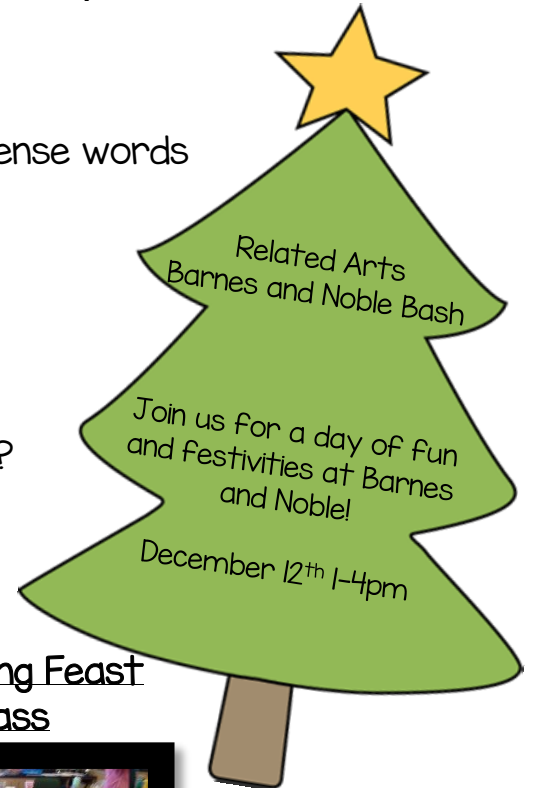 ense words
Related Arts
Barnes and Noble Bash
?
Join us for a day of fun
and festivities at Barnes
and Noble!
December 12th 1-4pm
ng Feast
ass